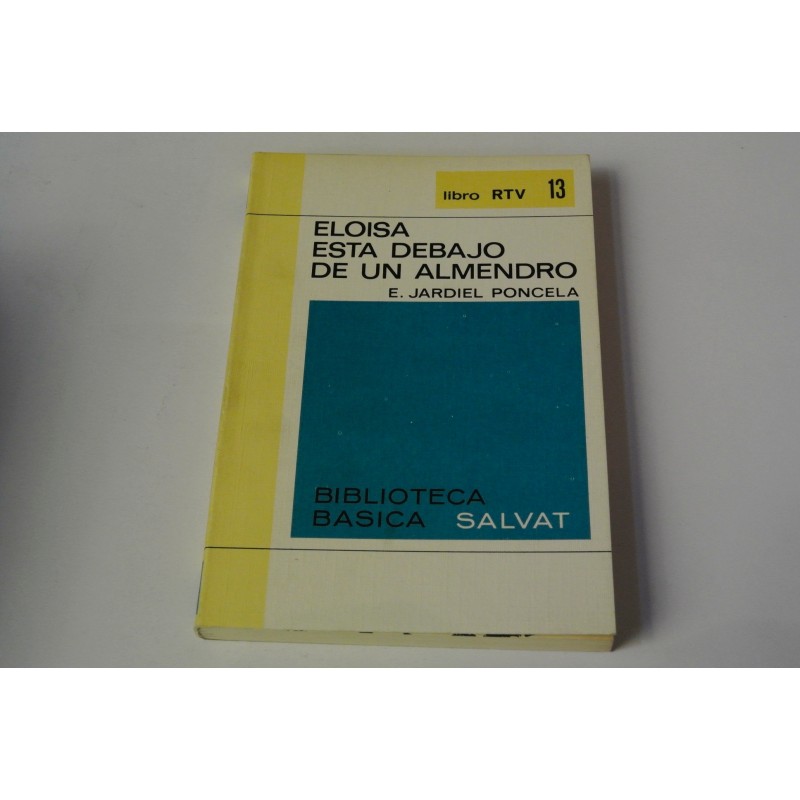 libro RTV 13
ELOISA
ESTA DEBAJO
DE UN ALMENDRO
E. JARDIEL PONCELA
BIBLIOTECA
BASICA SALVAT